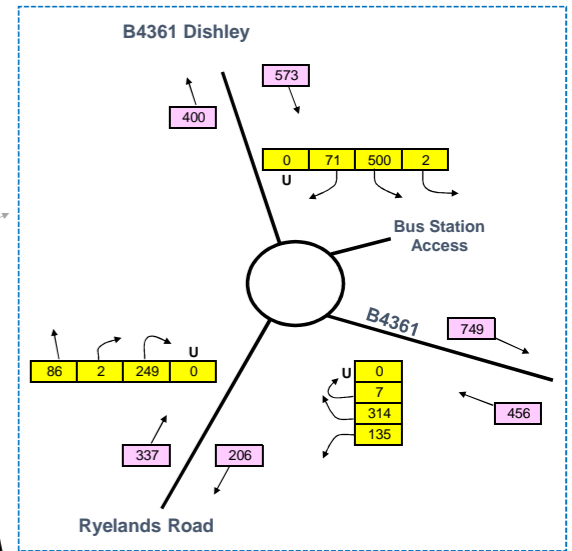 B4361 Dishley
573
400
0 71 500 2
U
Bus Station
Access
B4361
749
U
86 2 249 0
U 0
7
314
135
456
337 206
Ryelands Road